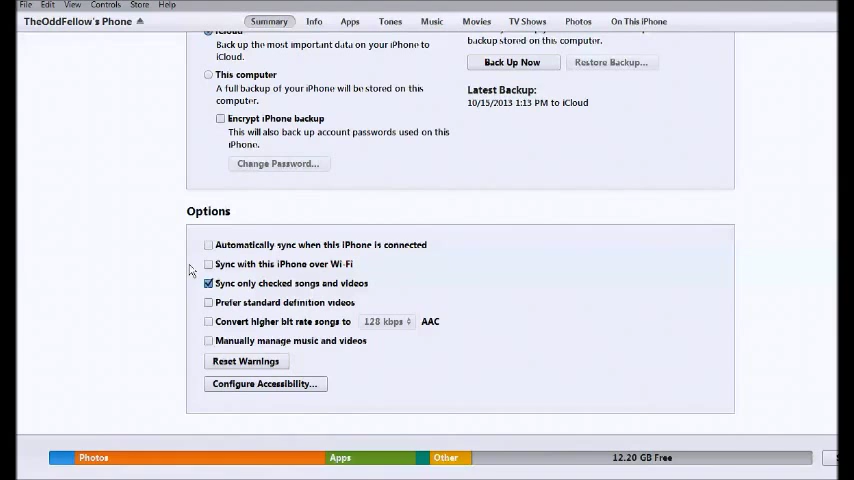 File Edit View Controls Store Help
TheOddFellow's Phone Summary Info Apps Tones Music Movies TV Shows Photos On This iPhone
iCloud
Back up the most important data on your iPhone to
iCloud.
This computer
A full backup of your iPhone will be stored on this
computer.
Encrypt iPhone backup
This will also back up account passwords used on this
iPhone.
Change Password...
backup stored on this computer.
Back Up Now Restore Backup...
Latest Backup:
10/15/2013 1:13 PM to iCloud
Options
Automatically sync when this iPhone is connected
Sync with this iPhone over Wi-Fi
Sync only checked songs and videos
Prefer standard definition videos
Convert higher bit rate songs to 128 kbps AAC
Manually manage music and videos
Reset Warnings
Configure Accessibility...
Photos Apps Other 12.20 GB Free